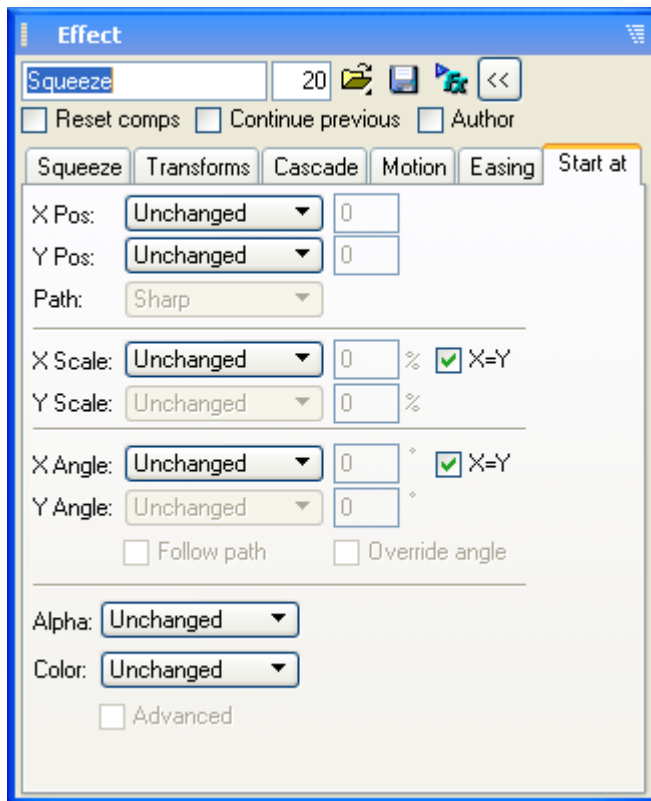 Effect
Squeeze 20 Fx <<
Reset comps Continue previous Author
Squeeze Transforms Cascade Motion Easing Start at
X Pos: Unchanged 0
Y Pos: Unchanged 0
Path: Sharp
X Scale: Unchanged 0 % X=Y
Y Scale: Unchanged 0 %
X Angle: Unchanged 0 ° X=Y
Y Angle: Unchanged 0 °
Follow path Override angle
Alpha: Unchanged
Color: Unchanged
Advanced